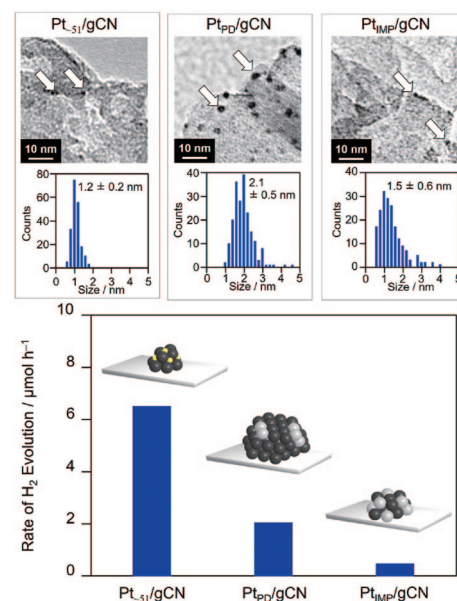 Pt~51/gCN
PtPD/gCN
PtIMP/gCN
10 nm
10 nm
10 nm
80
60
40
20
0
Counts
1.2 ± 0.2 nm
0 1 2 3 4 5
Size / nm
40
30
20
10
0
Counts
2.1
± 0.5 nm
0 1 2 3 4 5
Size / nm
40
30
20
10
0
Counts
1.5 ± 0.6 nm
0 1 2 3 4 5
Size / nm
10
8
6
4
2
0
Rate of H2 Evolution / μmol h−1
Pt~51/gCN
PtPD/gCN
PtIMP/gCN